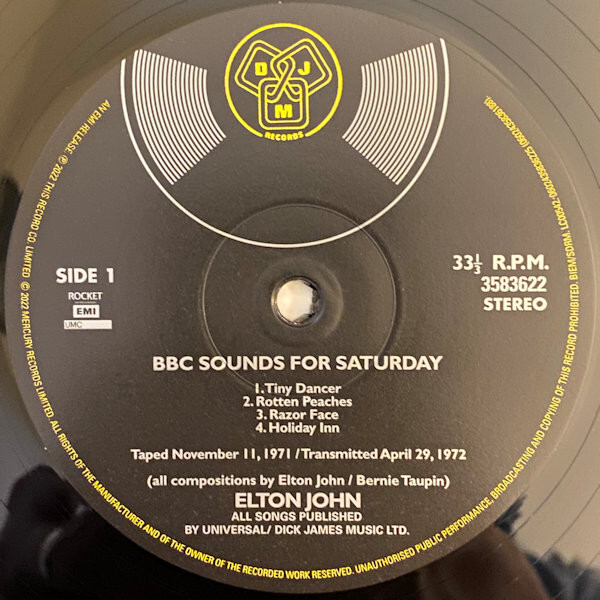 D J
M
RECORDS
SIDE 1
ROCKET
EMI
UMC
33⅓ R.P.M.
3583622
STEREO
BBC SOUNDS FOR SATURDAY
1. Tiny Dancer
2. Rotten Peaches
3. Razor Face
4. Holiday Inn
Taped November 11, 1971 / Transmitted April 29, 1972
(all compositions by Elton John / Bernie Taupin)
ELTON JOHN
ALL SONGS PUBLISHED
BY UNIVERSAL/ DICK JAMES MUSIC LTD.
AN EMI RELEASE ℗ 2022 THIS RECORD CO. LIMITED © 2022 MERCURY RECORDS LIMITED. ALL RIGHTS OF THE MANUFACTURER AND OF THE OWNER OF THE RECORDED WORK RESERVED. UNAUTHORISED PUBLIC PERFORMANCE, BROADCASTING AND COPYING OF THIS RECORD PROHIBITED. BIEM/SDRM.